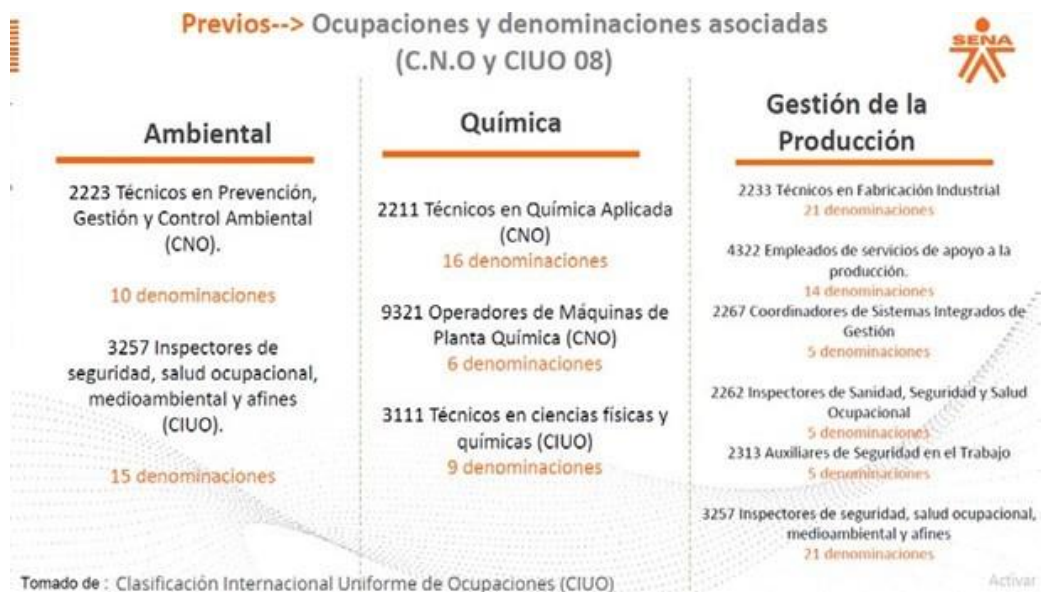 Previos--> Ocupaciones y denominaciones asociadas
(C.N.O y CIUO 08)
SENA
Ambiental
2223 Técnicos en Prevención,
Gestión y Control Ambiental
(CNO).
10 denominaciones
3257 Inspectores de
seguridad, salud ocupacional,
medioambiental y afines
(CIUO).
15 denominaciones
Química
2211 Técnicos en Química Aplicada
(CNO)
16 denominaciones
9321 Operadores de Máquinas de
Planta Química (CNO)
6 denominaciones
3111 Técnicos en ciencias físicas y
químicas (CIUO)
9 denominaciones
Gestión de la
Producción
2233 Técnicos en Fabricación Industrial
21 denominaciones
4322 Empleados de servicios de apoyo a la
producción.
14 denominaciones
2267 Coordinadores de Sistemas Integrados de
Gestión
5 denominaciones
2262 Inspectores de Sanidad, Seguridad y Salud
Ocupacional
5 denominaciones
2313 Auxiliares de Seguridad en el Trabajo
5 denominaciones
3257 Inspectores de seguridad, salud ocupacional,
medioambiental y afines
21 denominaciones
Tomado de : Clasificación Internacional Uniforme de Ocupaciones (CIUO)
Activar